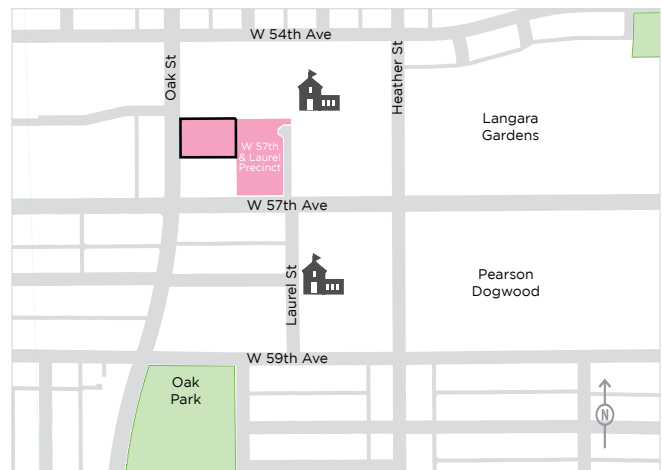 W 54th Ave
Oak St
Heather St
Langara
Gardens
W 57th
& Laurel
Precinct
W 57th Ave
Laurel St
Pearson
Dogwood
W 59th Ave
Oak
Park
N